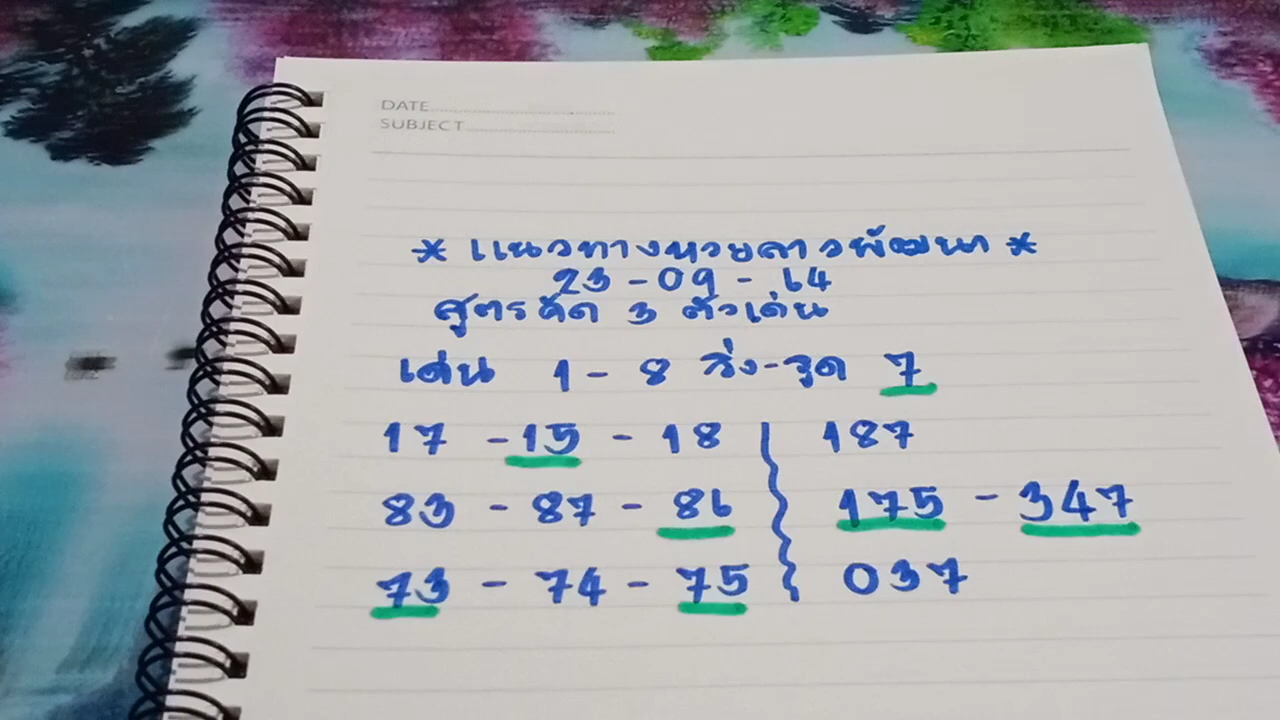 DATE
SUBJECT
* แนวทางหวยลาวพัฒนา *
23-09-64
สูตรคัด 3 ตัวเด่น
เด่น 1-8 วิ่ง-รูด 7
17 -15 - 18 187
83 - 87 - 86 175 - 347
73 - 74 - 75 037